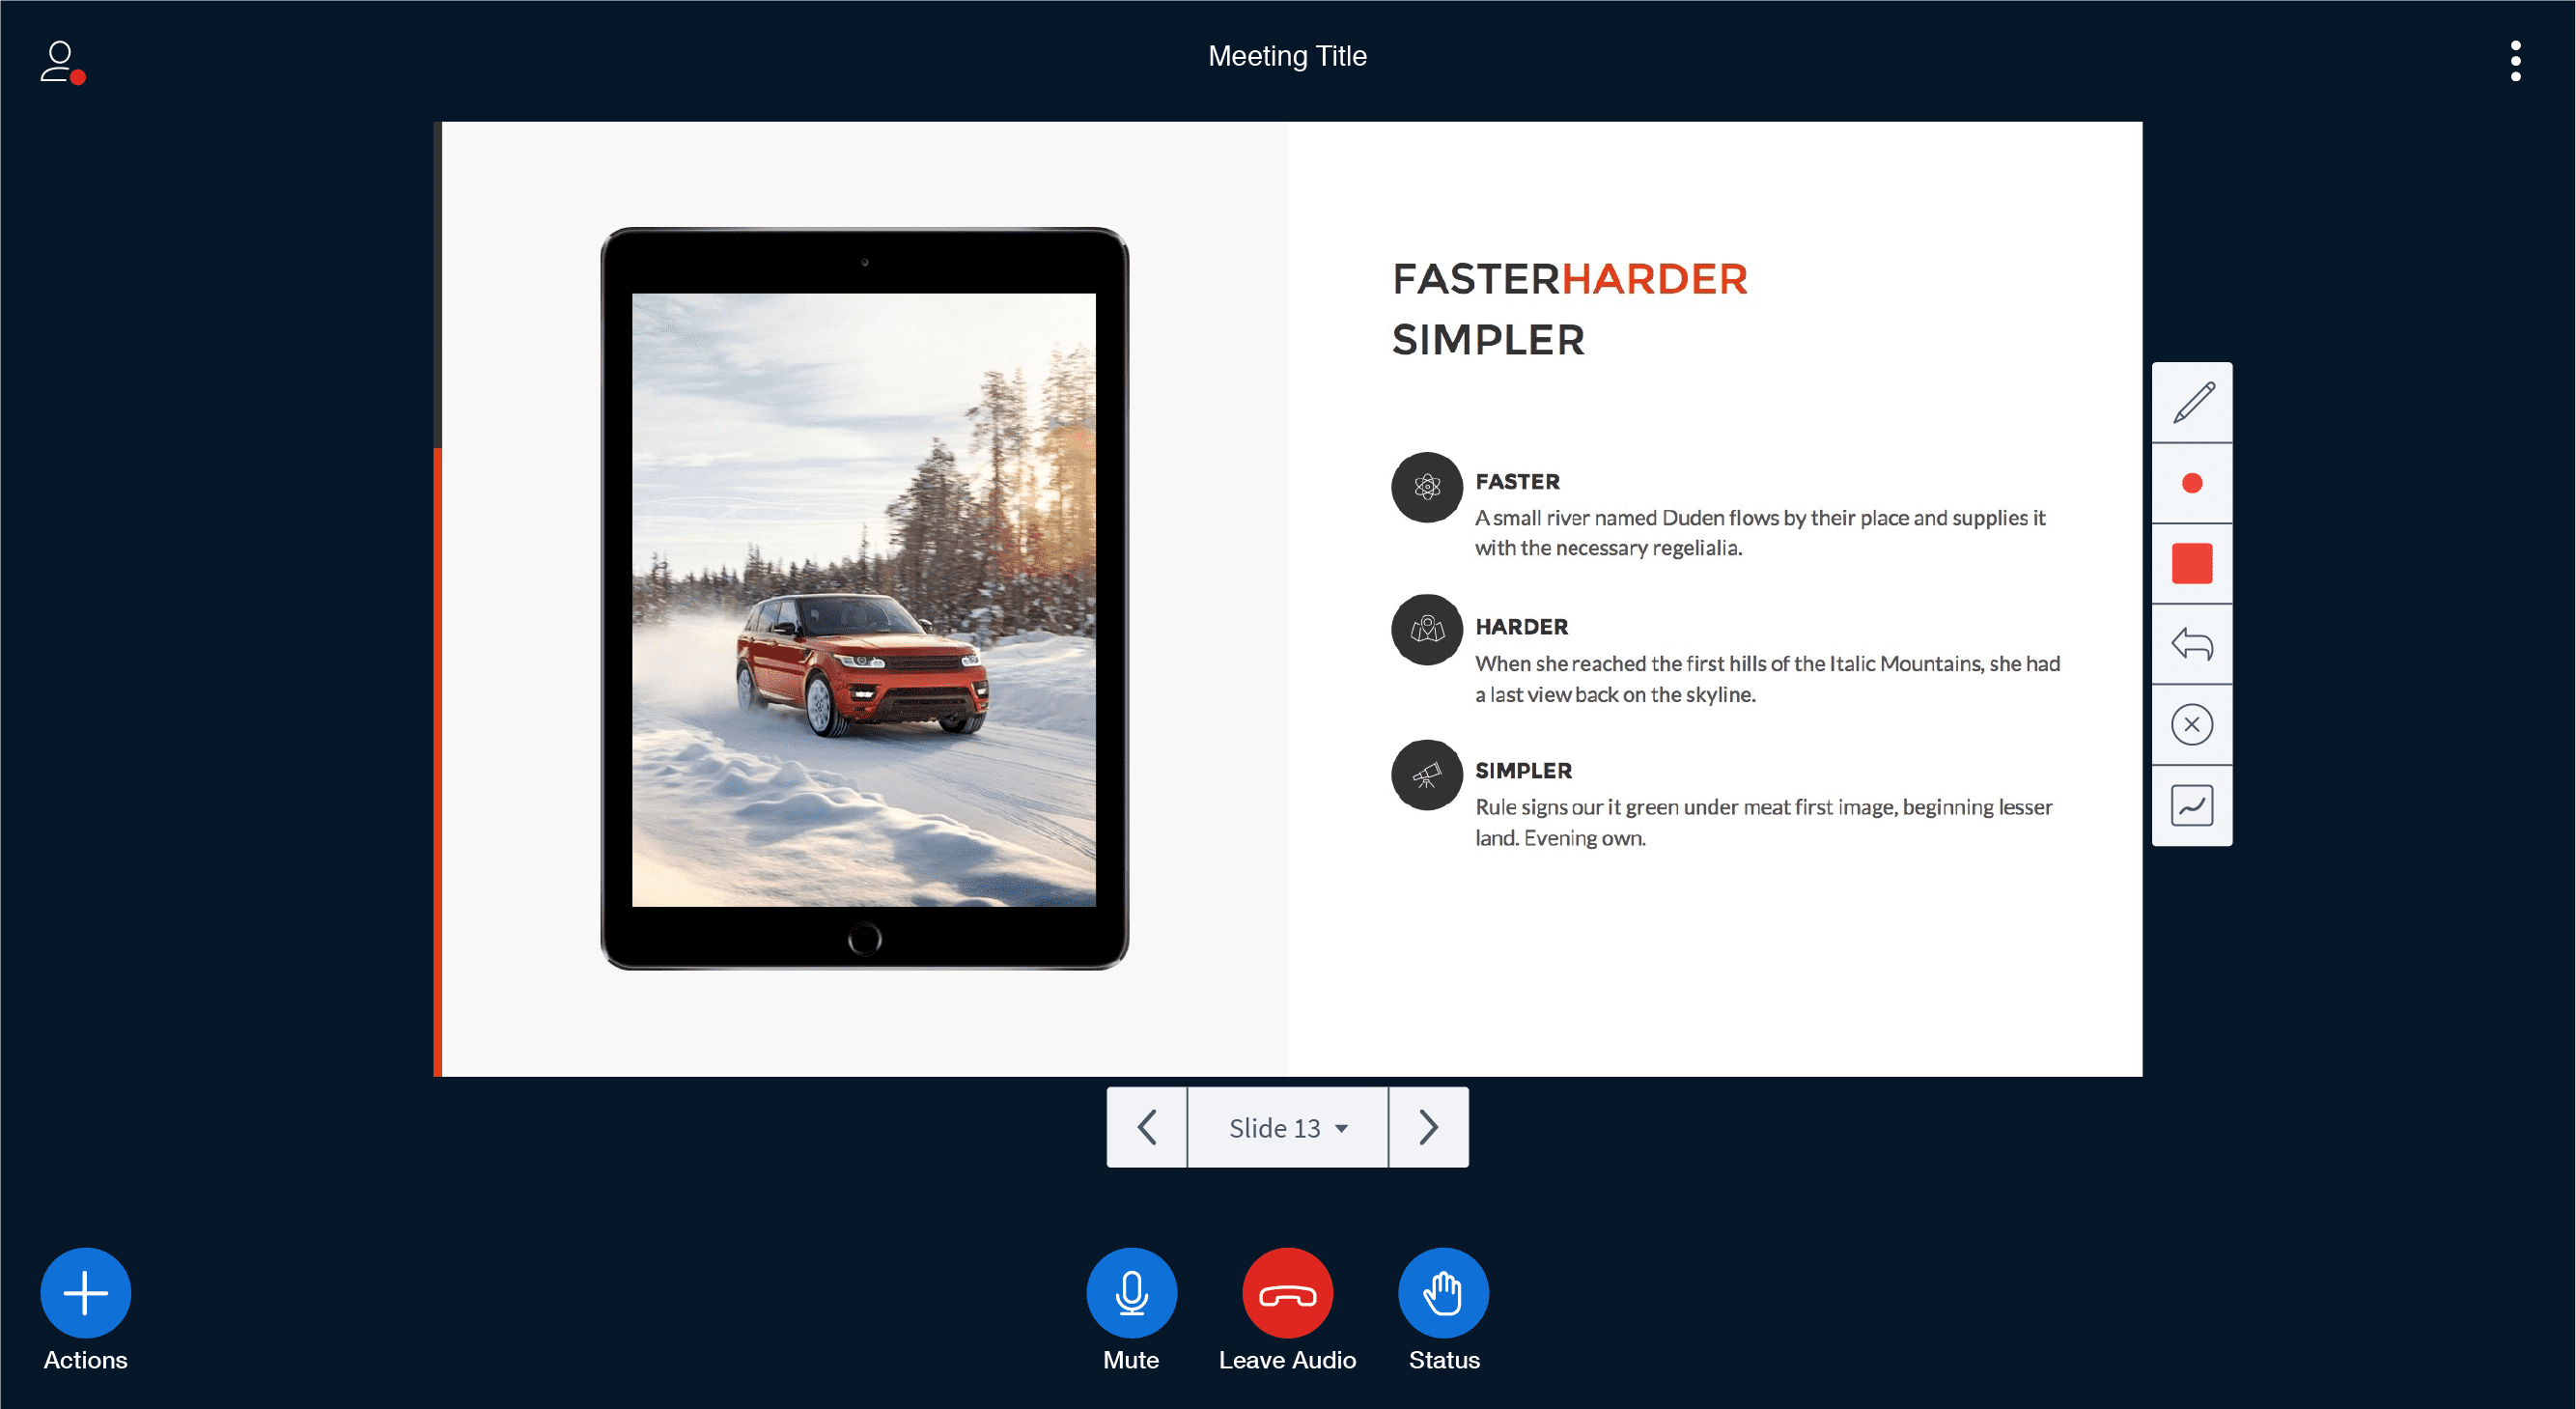 Meeting Title
FASTERHARDER
SIMPLER
FASTER
A small river named Duden flows by their place and supplies it
with the necessary regelialia.
HARDER
When she reached the first hills of the Italic Mountains, she had
a last view back on the skyline.
SIMPLER
Rule signs our it green under meat first image, beginning lesser
land. Evening own.
Slide 13
Actions
Mute
Leave Audio
Status